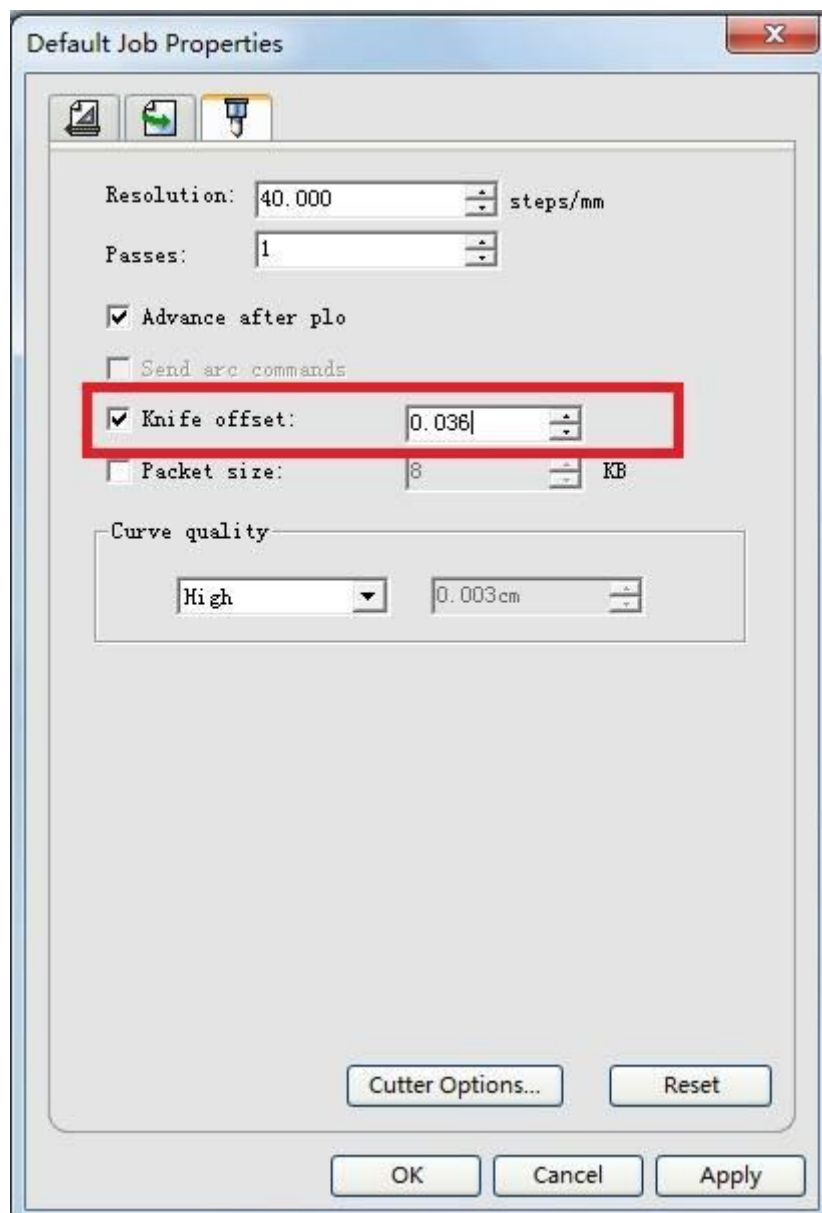 Default Job Properties
Resolution: 40.000 steps/mm
Passes: 1
Advance after plo
Send arc commands
Knife offset: 0.036
Packet size: 8 KB
Curve quality
High 0.003cm
Cutter Options... Reset
OK Cancel Apply